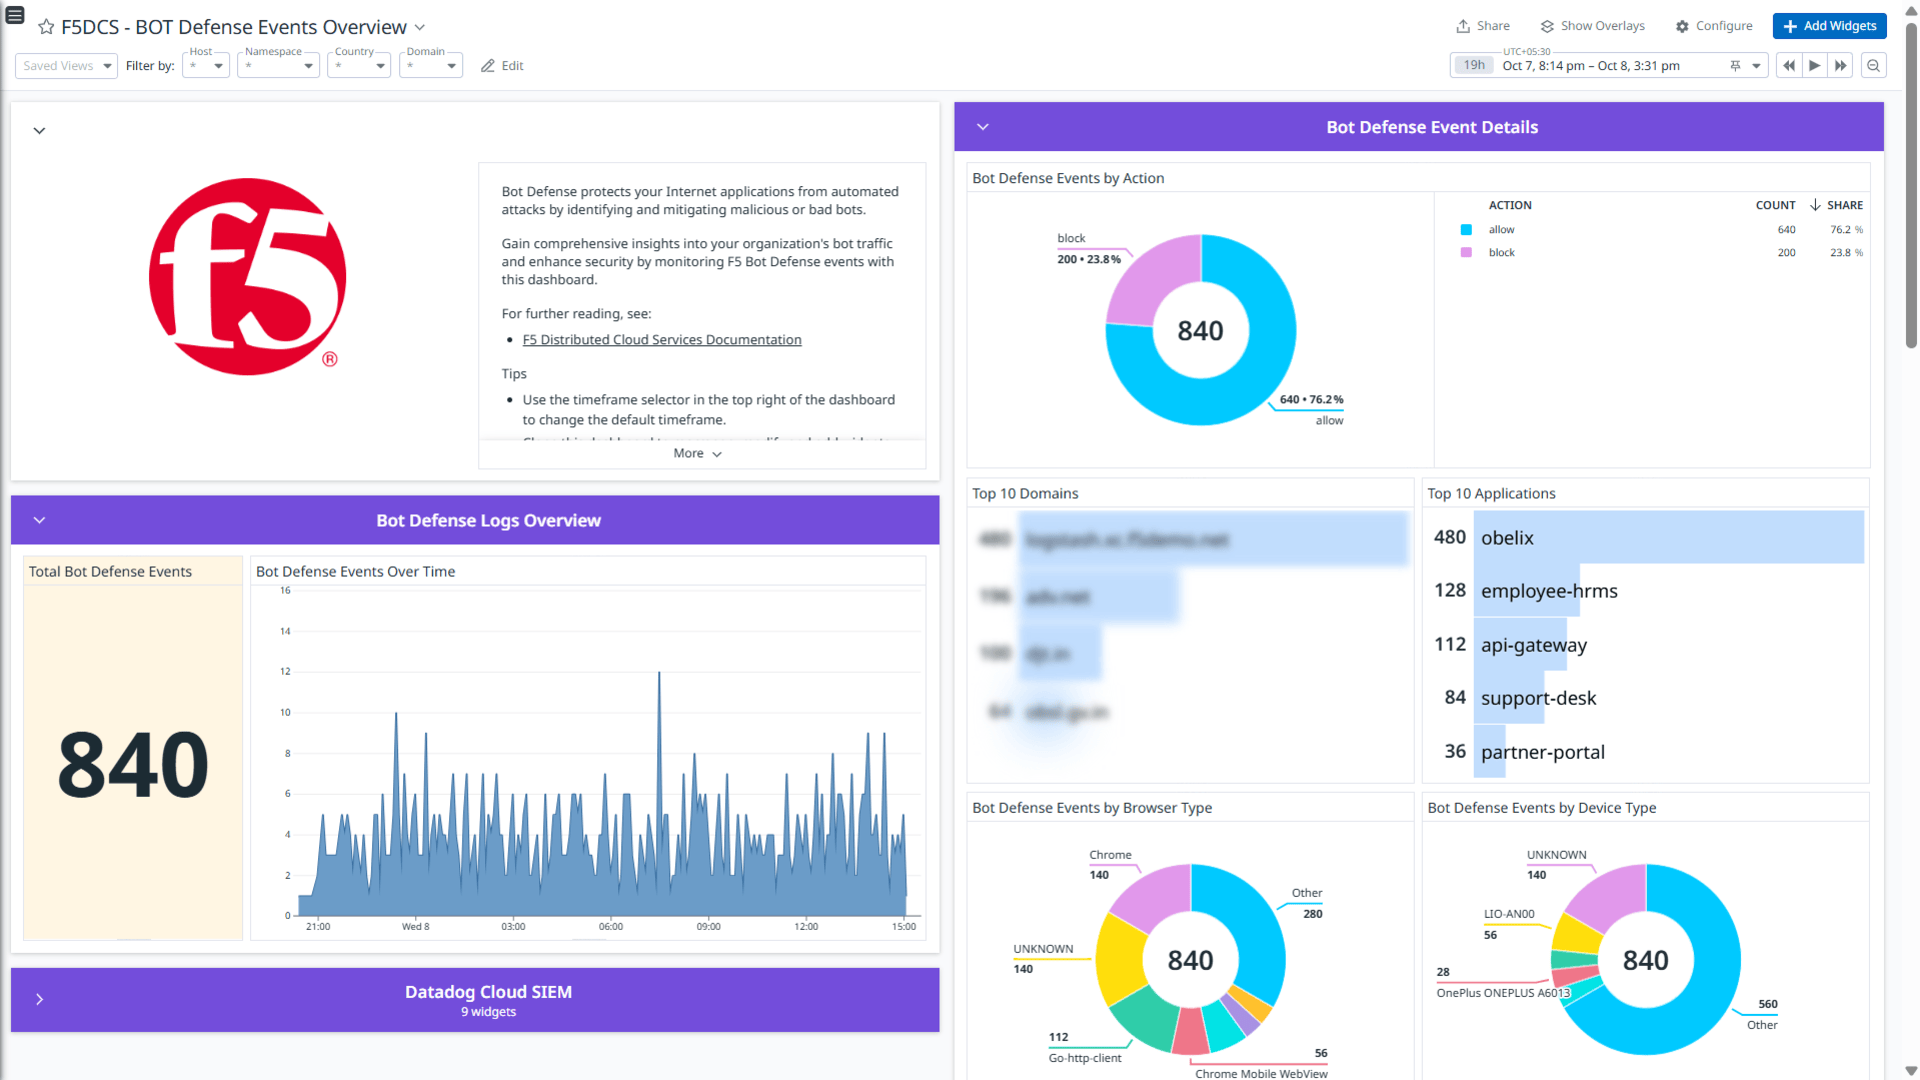 F5DCS - BOT Defense Events Overview
Share
Show Overlays
Configure
Add Widgets
Saved Views
Filter by:
Host
*
Namespace
*
Country
*
Domain
*
Edit
UTC+05:30
19h
Oct 7, 8:14 pm – Oct 8, 3:31 pm
f5
®
Bot Defense protects your Internet applications from automated
attacks by identifying and mitigating malicious or bad bots.
Gain comprehensive insights into your organization's bot traffic
and enhance security by monitoring F5 Bot Defense events with
this dashboard.
For further reading, see:
• F5 Distributed Cloud Services Documentation
Tips
• Use the timeframe selector in the top right of the dashboard
to change the default timeframe.
More
Bot Defense Logs Overview
Total Bot Defense Events
840
Bot Defense Events Over Time
16
14
12
10
8
6
4
2
0
21:00
Wed 8
03:00
06:00
09:00
12:00
15:00
Datadog Cloud SIEM
9 widgets
Bot Defense Event Details
Bot Defense Events by Action
block
200 • 23.8%
840
640 • 76.2%
allow
ACTION COUNT SHARE
allow 640 76.2 %
block 200 23.8 %
Top 10 Domains
Top 10 Applications
480 obelix
128 employee-hrms
112 api-gateway
84 support-desk
36 partner-portal
Bot Defense Events by Browser Type
Chrome
140
Other
280
UNKNOWN
140
840
112
Go-http-client
56
Chrome Mobile WebView
Bot Defense Events by Device Type
UNKNOWN
140
LIO-AN00
56
28
OnePlus ONEPLUS A6013
840
560
Other